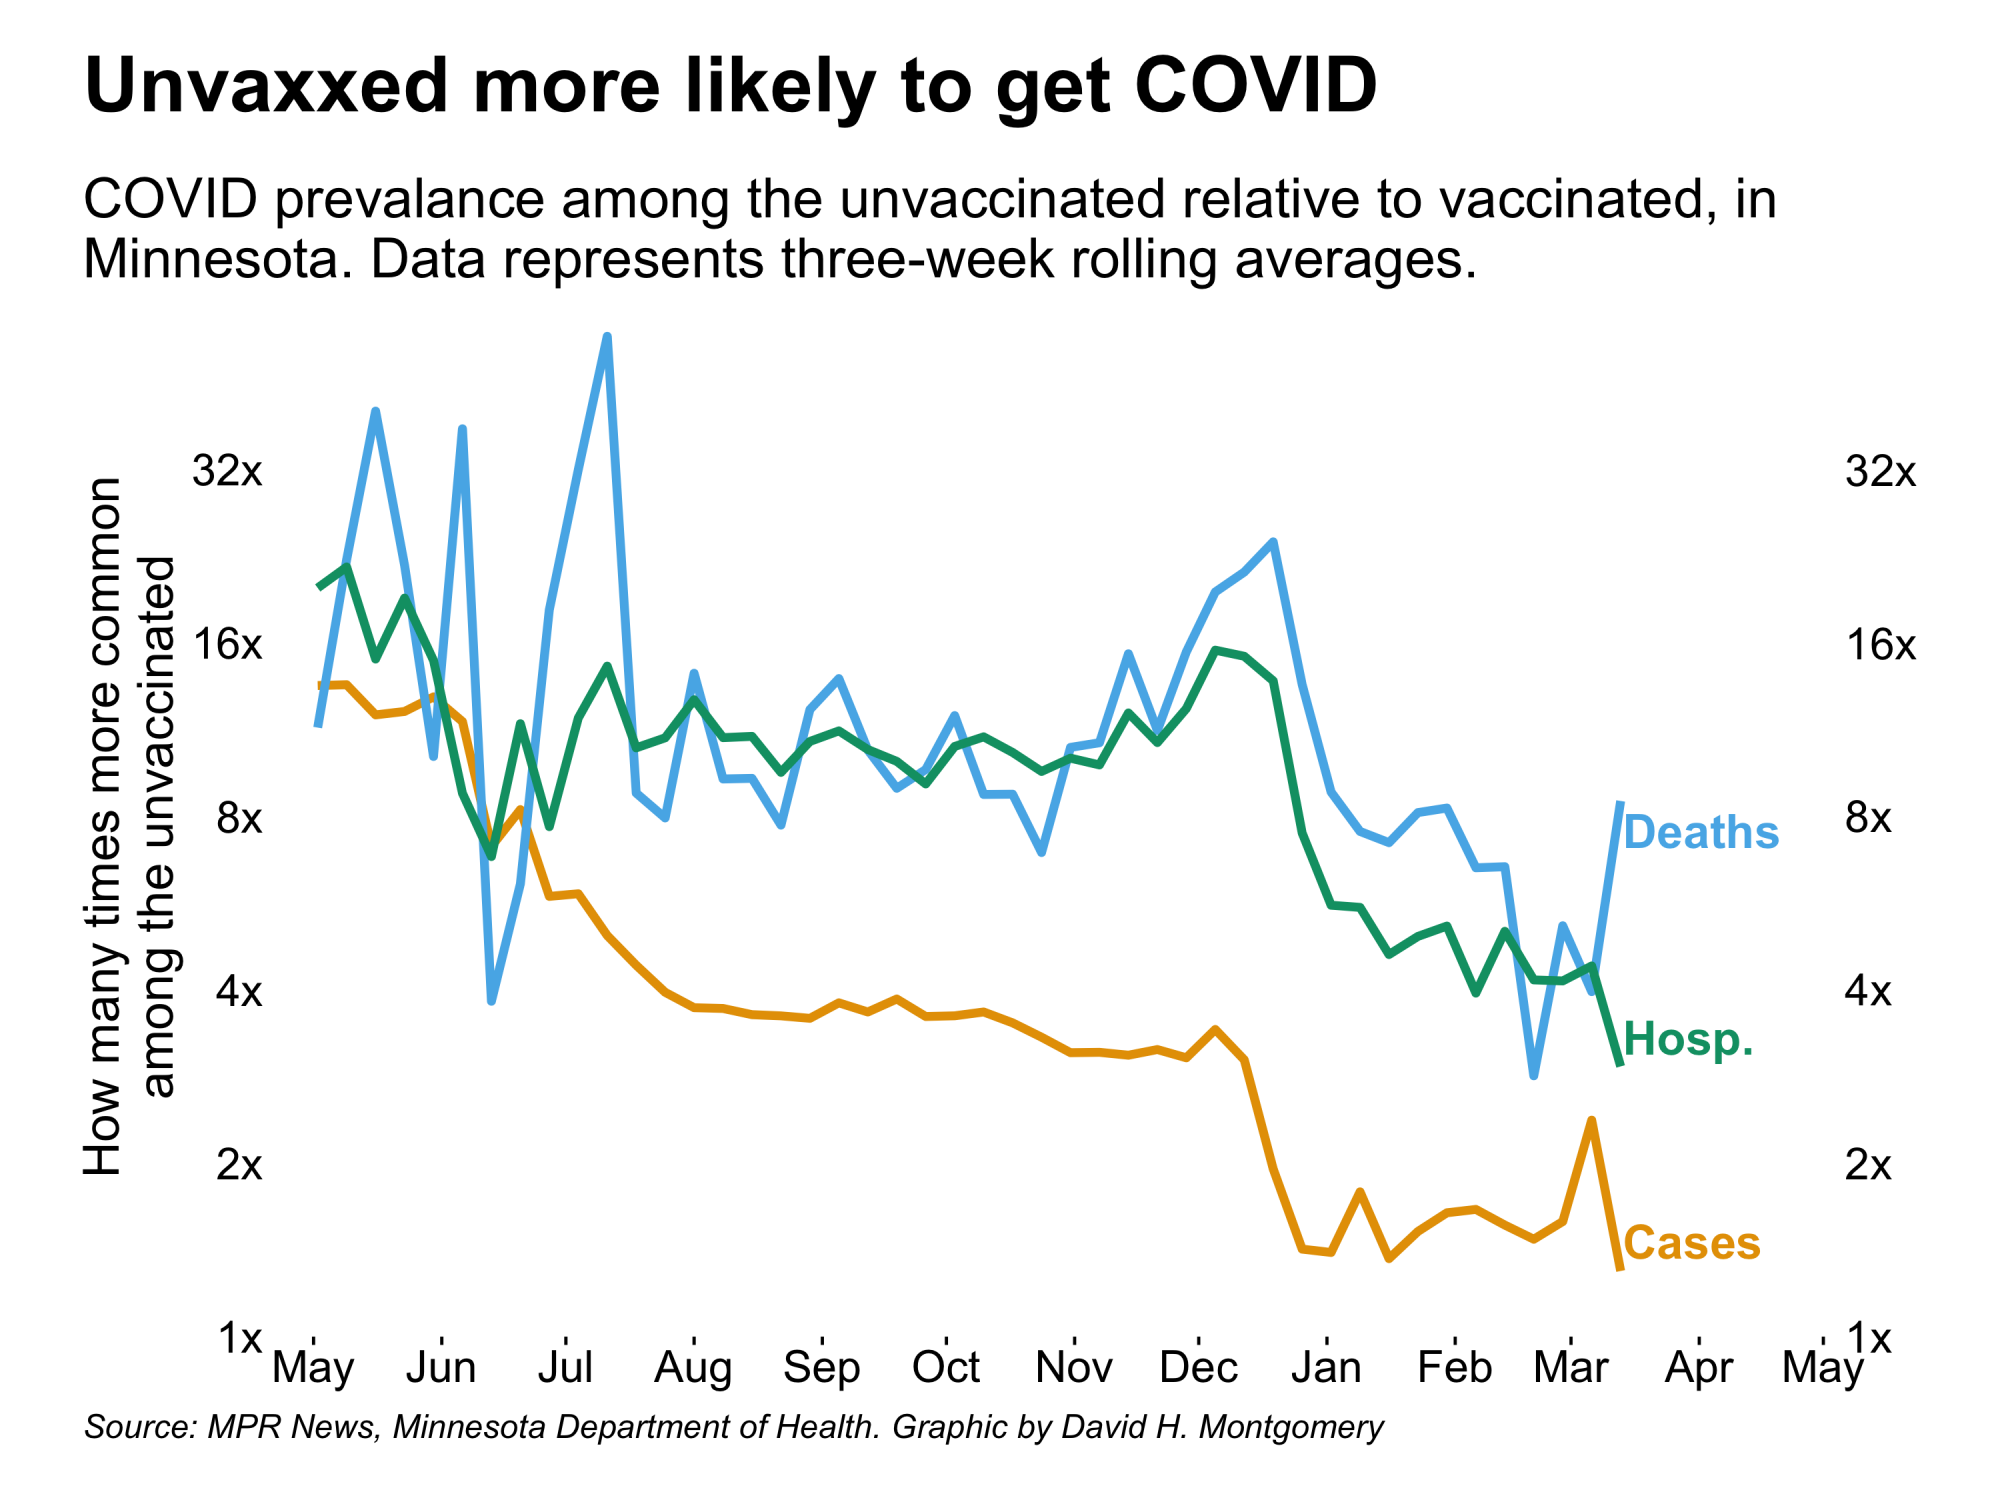 Unvaxxed more likely to get COVID
COVID prevalance among the unvaccinated relative to vaccinated, in
Minnesota. Data represents three-week rolling averages.
How many times more common
among the unvaccinated
32x
16x
8x
4x
2x
1x
32x
16x
8x
4x
2x
1x
Deaths
Hosp.
Cases
May Jun Jul Aug Sep Oct Nov Dec Jan Feb Mar Apr May
Source: MPR News, Minnesota Department of Health. Graphic by David H. Montgomery